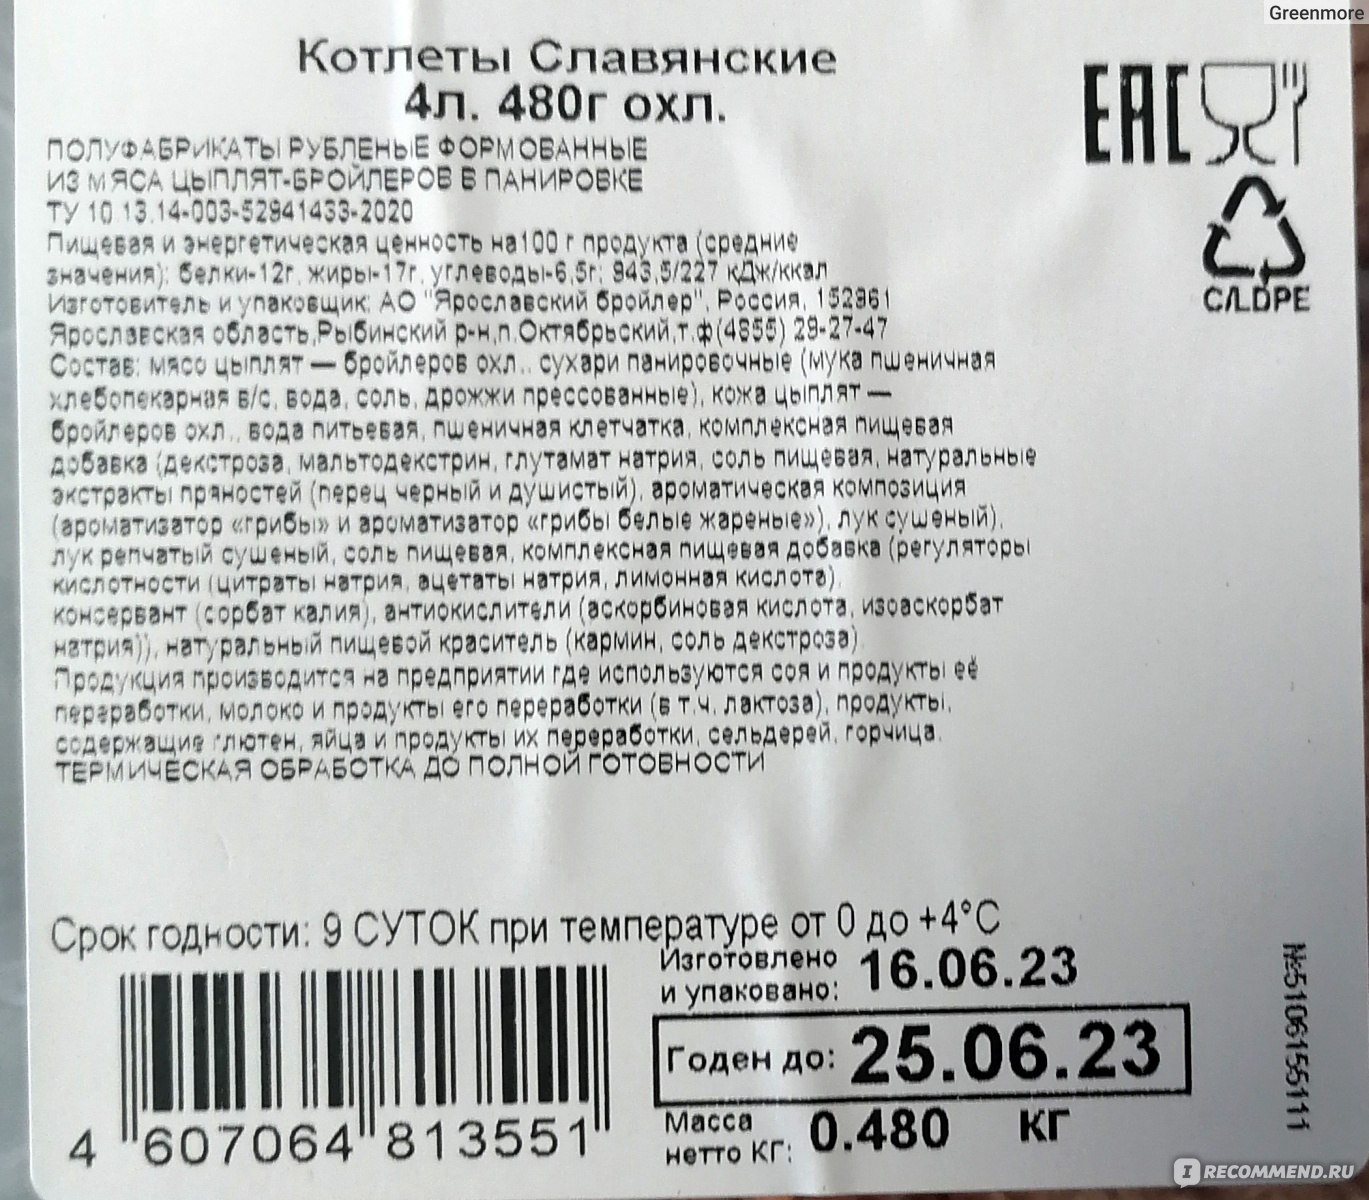 Greenmore
Котлеты Славянские
4л. 480г охл.
ПОЛУФАБРИКАТЫ РУБЛЕНЫЕ ФОРМОВАННЫЕ
ИЗ МЯСА ЦЫПЛЯТ-БРОЙЛЕРОВ В ПАНИРОВКЕ
ТУ 10.13.14-003-52941433-2020
Пищевая и энергетическая ценность на100 г продукта (средние
значения): белки-12г, жиры-17г, углеводы-6,5г; 943,5/227 кДж/ккал
Изготовитель и упаковщик: АО "Ярославский бройлер", Россия, 152961
Ярославская область,Рыбинский р-н,п.Октябрьский,т.ф(4855) 29-27-47
Состав: мясо цыплят — бройлеров охл., сухари панировочные (мука пшеничная
хлебопекарная в/с, вода, соль, дрожжи прессованные), кожа цыплят —
бройлеров охл., вода питьевая, пшеничная клетчатка, комплексная пищевая
добавка (декстроза, мальтодекстрин, глутамат натрия, соль пищевая, натуральные
экстракты пряностей (перец черный и душистый), ароматическая композиция
(ароматизатор «грибы» и ароматизатор «грибы белые жареные»), лук сушеный),
лук репчатый сушеный, соль пищевая, комплексная пищевая добавка (регуляторы
кислотности (цитраты натрия, ацетаты натрия, лимонная кислота),
консервант (сорбат калия), антиокислители (аскорбиновая кислота, изоаскорбат
натрия)), натуральный пищевой краситель (кармин, соль декстроза).
Продукция производится на предприятии где используются соя и продукты её
переработки, молоко и продукты его переработки (в т.ч. лактоза), продукты,
содержащие глютен, яйца и продукты их переработки, сельдерей, горчица.
ТЕРМИЧЕСКАЯ ОБРАБОТКА ДО ПОЛНОЙ ГОТОВНОСТИ
EAC
C/LDPE
Срок годности: 9 СУТОК при температуре от 0 до +4°C
Изготовлено
и упаковано: 16.06.23
Годен до: 25.06.23
Масса
нетто КГ: 0.480 КГ
4 607064 813551
№5106155111
IRECOMMEND.RU